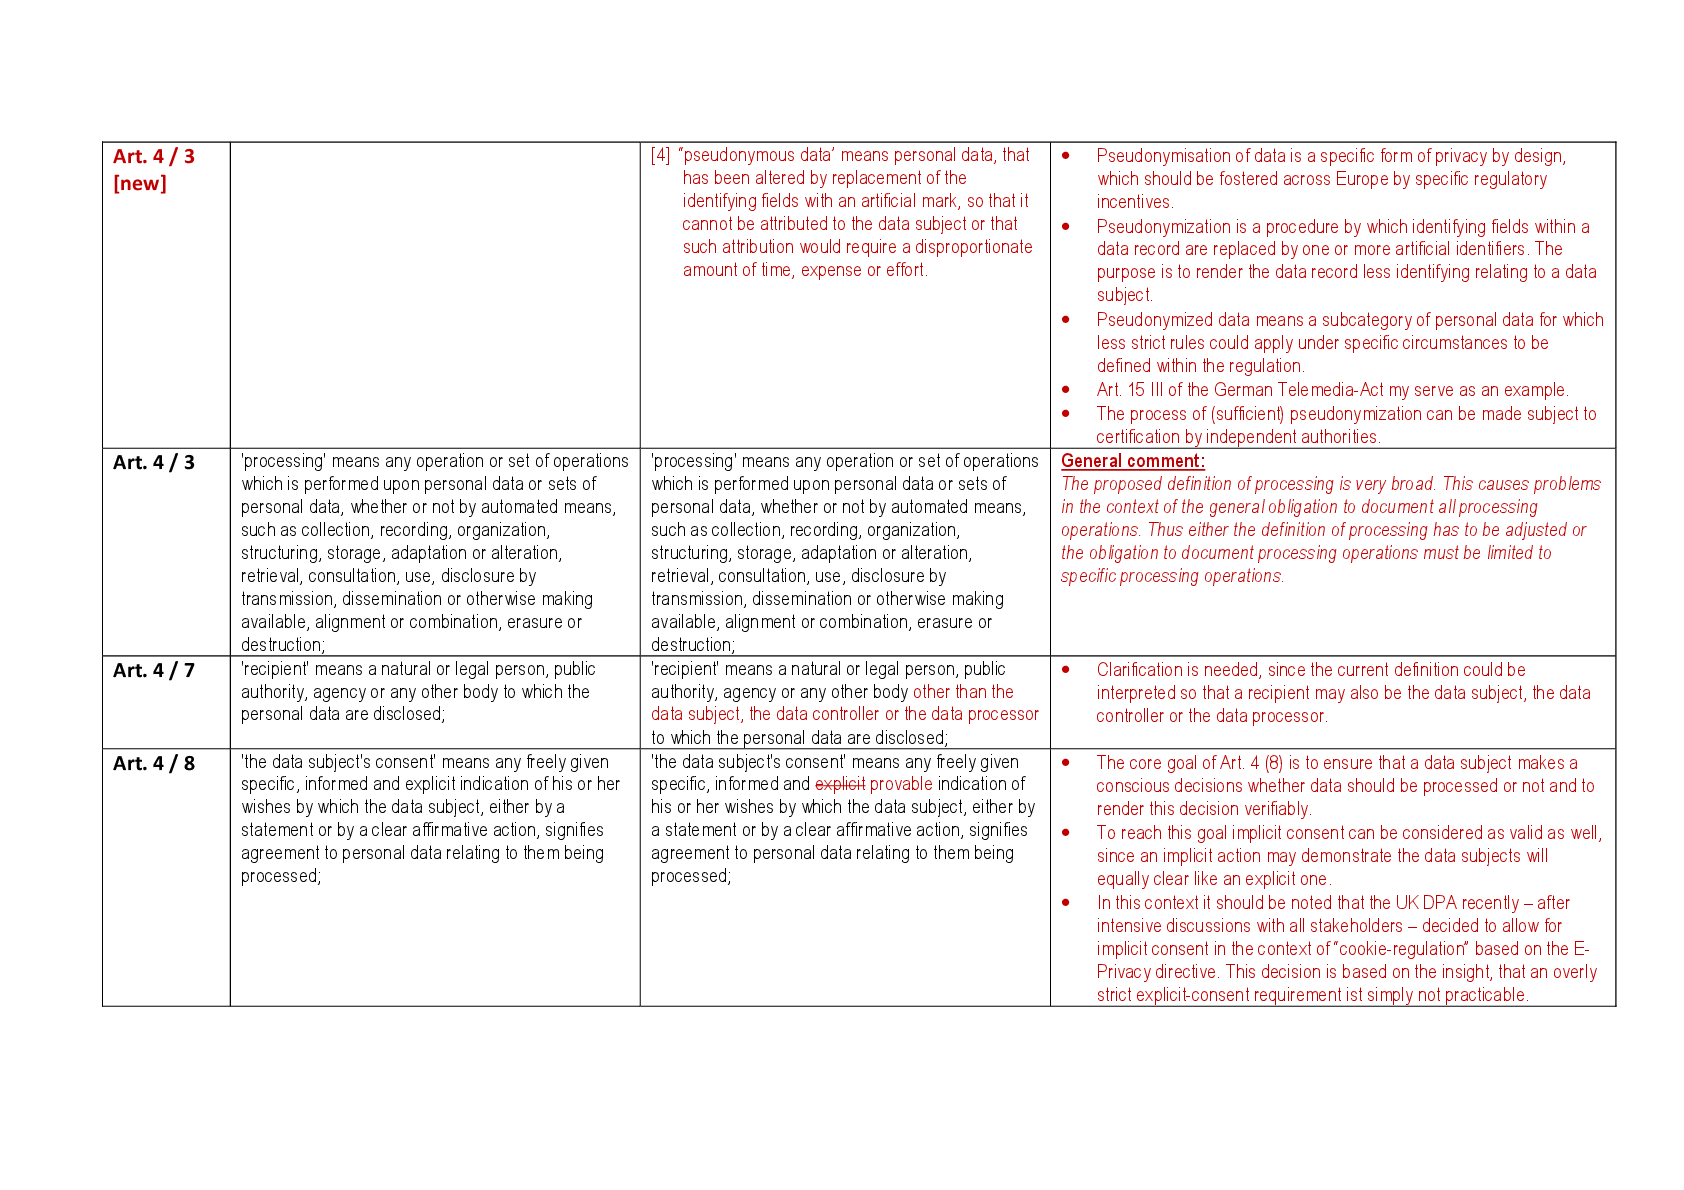 Art. 4 / 3
[new]
[4] “pseudonymous data’ means personal data, that
has been altered by replacement of the
identifying fields with an artificial mark, so that it
cannot be attributed to the data subject or that
such attribution would require a disproportionate
amount of time, expense or effort.
• Pseudonymisation of data is a specific form of privacy by design,
which should be fostered across Europe by specific regulatory
incentives.
• Pseudonymization is a procedure by which identifying fields within a
data record are replaced by one or more artificial identifiers. The
purpose is to render the data record less identifying relating to a data
subject.
• Pseudonymized data means a subcategory of personal data for which
less strict rules could apply under specific circumstances to be
defined within the regulation.
• Art. 15 III of the German Telemedia-Act my serve as an example.
• The process of (sufficient) pseudonymization can be made subject to
certification by independent authorities.
Art. 4 / 3
'processing' means any operation or set of operations
which is performed upon personal data or sets of
personal data, whether or not by automated means,
such as collection, recording, organization,
structuring, storage, adaptation or alteration,
retrieval, consultation, use, disclosure by
transmission, dissemination or otherwise making
available, alignment or combination, erasure or
destruction;
'processing' means any operation or set of operations
which is performed upon personal data or sets of
personal data, whether or not by automated means,
such as collection, recording, organization,
structuring, storage, adaptation or alteration,
retrieval, consultation, use, disclosure by
transmission, dissemination or otherwise making
available, alignment or combination, erasure or
destruction;
General comment:
The proposed definition of processing is very broad. This causes problems
in the context of the general obligation to document all processing
operations. Thus either the definition of processing has to be adjusted or
the obligation to document processing operations must be limited to
specific processing operations.
Art. 4 / 7
'recipient' means a natural or legal person, public
authority, agency or any other body to which the
personal data are disclosed;
'recipient' means a natural or legal person, public
authority, agency or any other body other than the
data subject, the data controller or the data processor
to which the personal data are disclosed;
• Clarification is needed, since the current definition could be
interpreted so that a recipient may also be the data subject, the data
controller or the data processor.
Art. 4 / 8
'the data subject's consent' means any freely given
specific, informed and explicit indication of his or her
wishes by which the data subject, either by a
statement or by a clear affirmative action, signifies
agreement to personal data relating to them being
processed;
'the data subject's consent' means any freely given
specific, informed and explicit provable indication of
his or her wishes by which the data subject, either by
a statement or by a clear affirmative action, signifies
agreement to personal data relating to them being
processed;
• The core goal of Art. 4 (8) is to ensure that a data subject makes a
conscious decisions whether data should be processed or not and to
render this decision verifiably.
• To reach this goal implicit consent can be considered as valid as well,
since an implicit action may demonstrate the data subjects will
equally clear like an explicit one.
• In this context it should be noted that the UK DPA recently – after
intensive discussions with all stakeholders – decided to allow for
implicit consent in the context of “cookie-regulation” based on the E-
Privacy directive. This decision is based on the insight, that an overly
strict explicit-consent requirement ist simply not practicable.